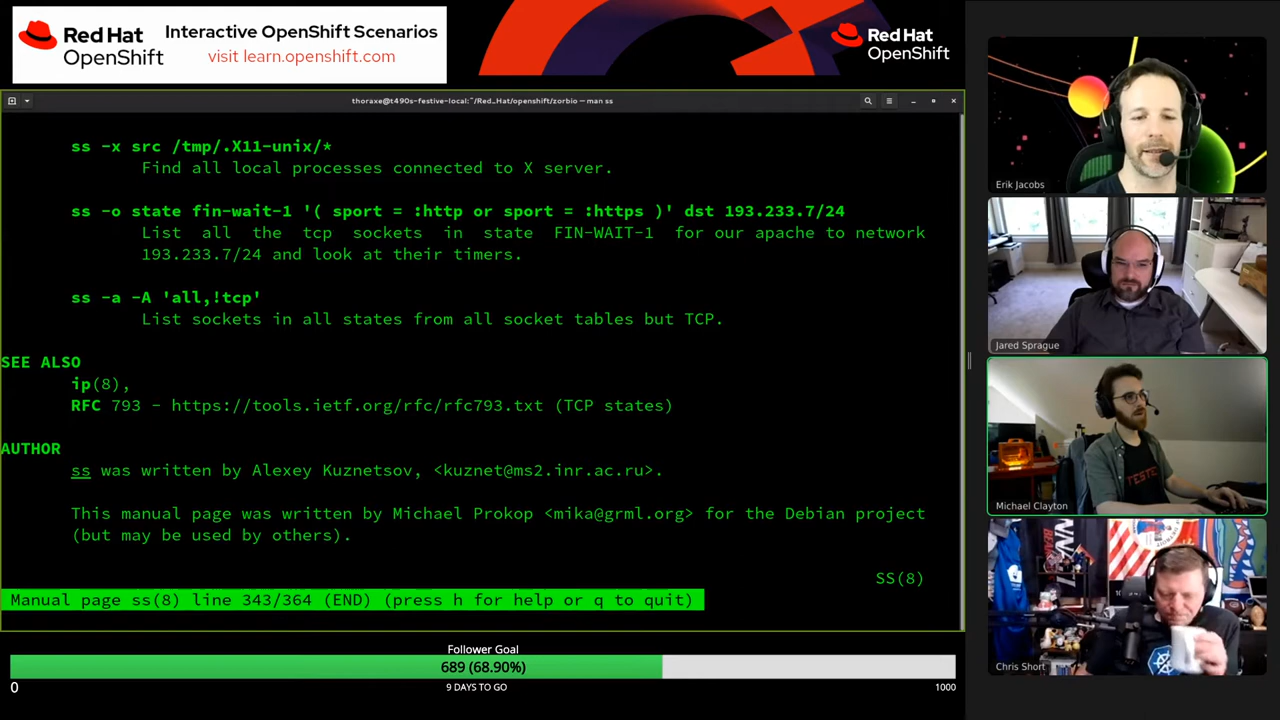 Red Hat
OpenShift
Interactive OpenShift Scenarios
visit learn.openshift.com
Red Hat
OpenShift
thoraxe@t490s-festive-local:~/Red_Hat/openshift/zorbio — man ss
ss -x src /tmp/.X11-unix/*
Find all local processes connected to X server.
ss -o state fin-wait-1 '( sport = :http or sport = :https )' dst 193.233.7/24
List all the tcp sockets in state FIN-WAIT-1 for our apache to network
193.233.7/24 and look at their timers.
ss -a -A 'all,!tcp'
List sockets in all states from all socket tables but TCP.
SEE ALSO
ip(8),
RFC 793 - https://tools.ietf.org/rfc/rfc793.txt (TCP states)
AUTHOR
ss was written by Alexey Kuznetsov, <kuznet@ms2.inr.ac.ru>.
This manual page was written by Michael Prokop <mika@grml.org> for the Debian project
(but may be used by others).
SS(8)
Manual page ss(8) line 343/364 (END) (press h for help or q to quit)
Follower Goal
689 (68.90%)
0
9 DAYS TO GO
1000
Erik Jacobs
Jared Sprague
TESTE
Michael Clayton
Chris Short